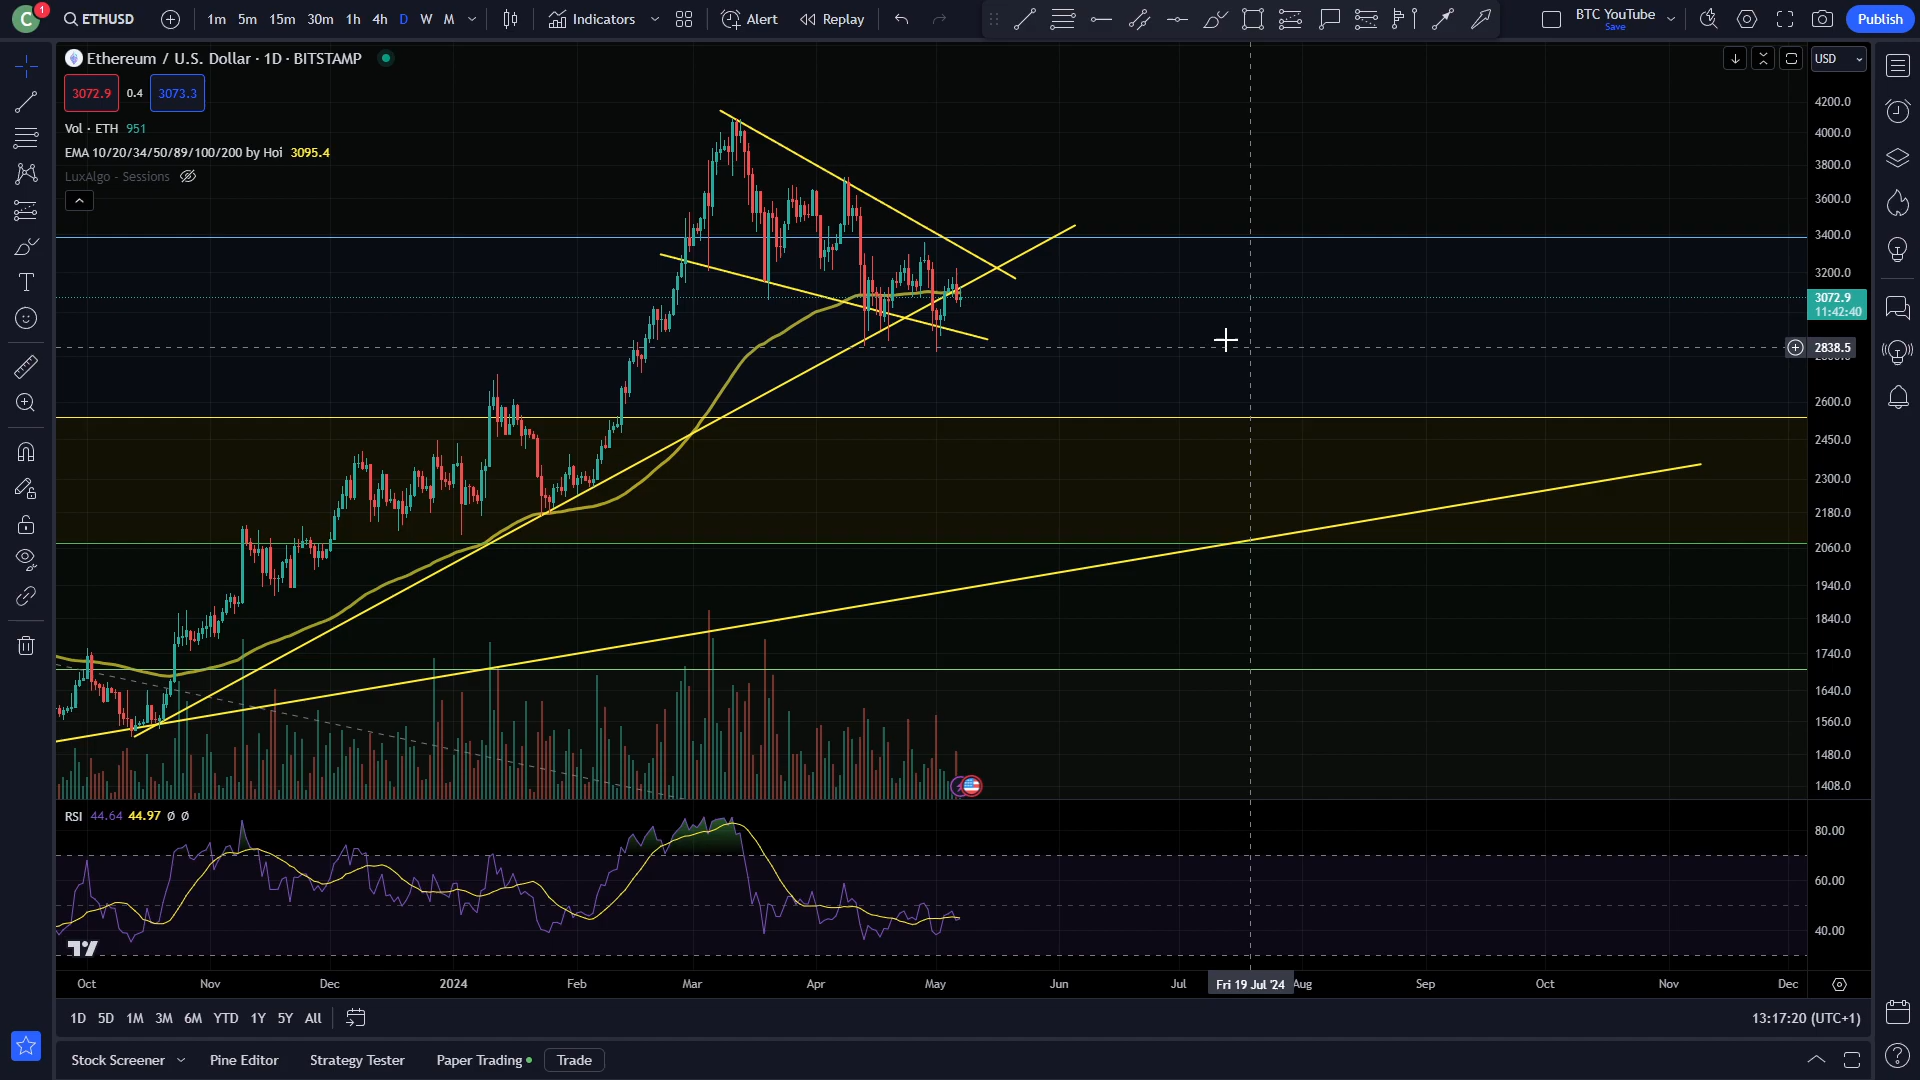 C 1 ETHUSD 1m 5m 15m 30m 1h 4h D W M Indicators Alert Replay BTC YouTube Save Publish
Ethereum / U.S. Dollar · 1D · BITSTAMP
USD
3072.9 0.4 3073.3
Vol · ETH 951
EMA 10/20/34/50/89/100/200 by Hoi 3095.4
LuxAlgo - Sessions
4200.0
4000.0
3800.0
3600.0
3400.0
3200.0
3072.9
11:42:40
2838.5
2600.0
2450.0
2300.0
2180.0
2060.0
1940.0
1840.0
1740.0
1640.0
1560.0
1480.0
1408.0
RSI 44.64 44.97 Ø Ø
80.00
60.00
40.00
Oct Nov Dec 2024 Feb Mar Apr May Jun Jul Fri 19 Jul '24 Aug Sep Oct Nov Dec
1D 5D 1M 3M 6M YTD 1Y 5Y All 13:17:20 (UTC+1)
Stock Screener Pine Editor Strategy Tester Paper Trading Trade